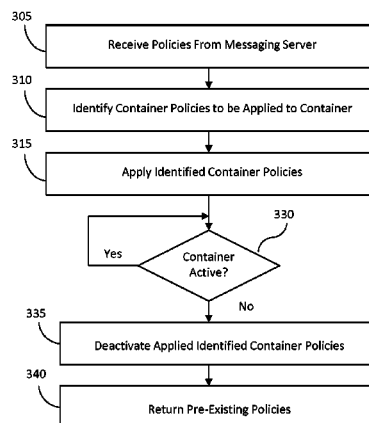 305
Receive Policies From Messaging Server
310
Identify Container Policies to be Applied to Container
315
Apply Identified Container Policies
330
Container
Active?
Yes
No
335
Deactivate Applied Identified Container Policies
340
Return Pre-Existing Policies